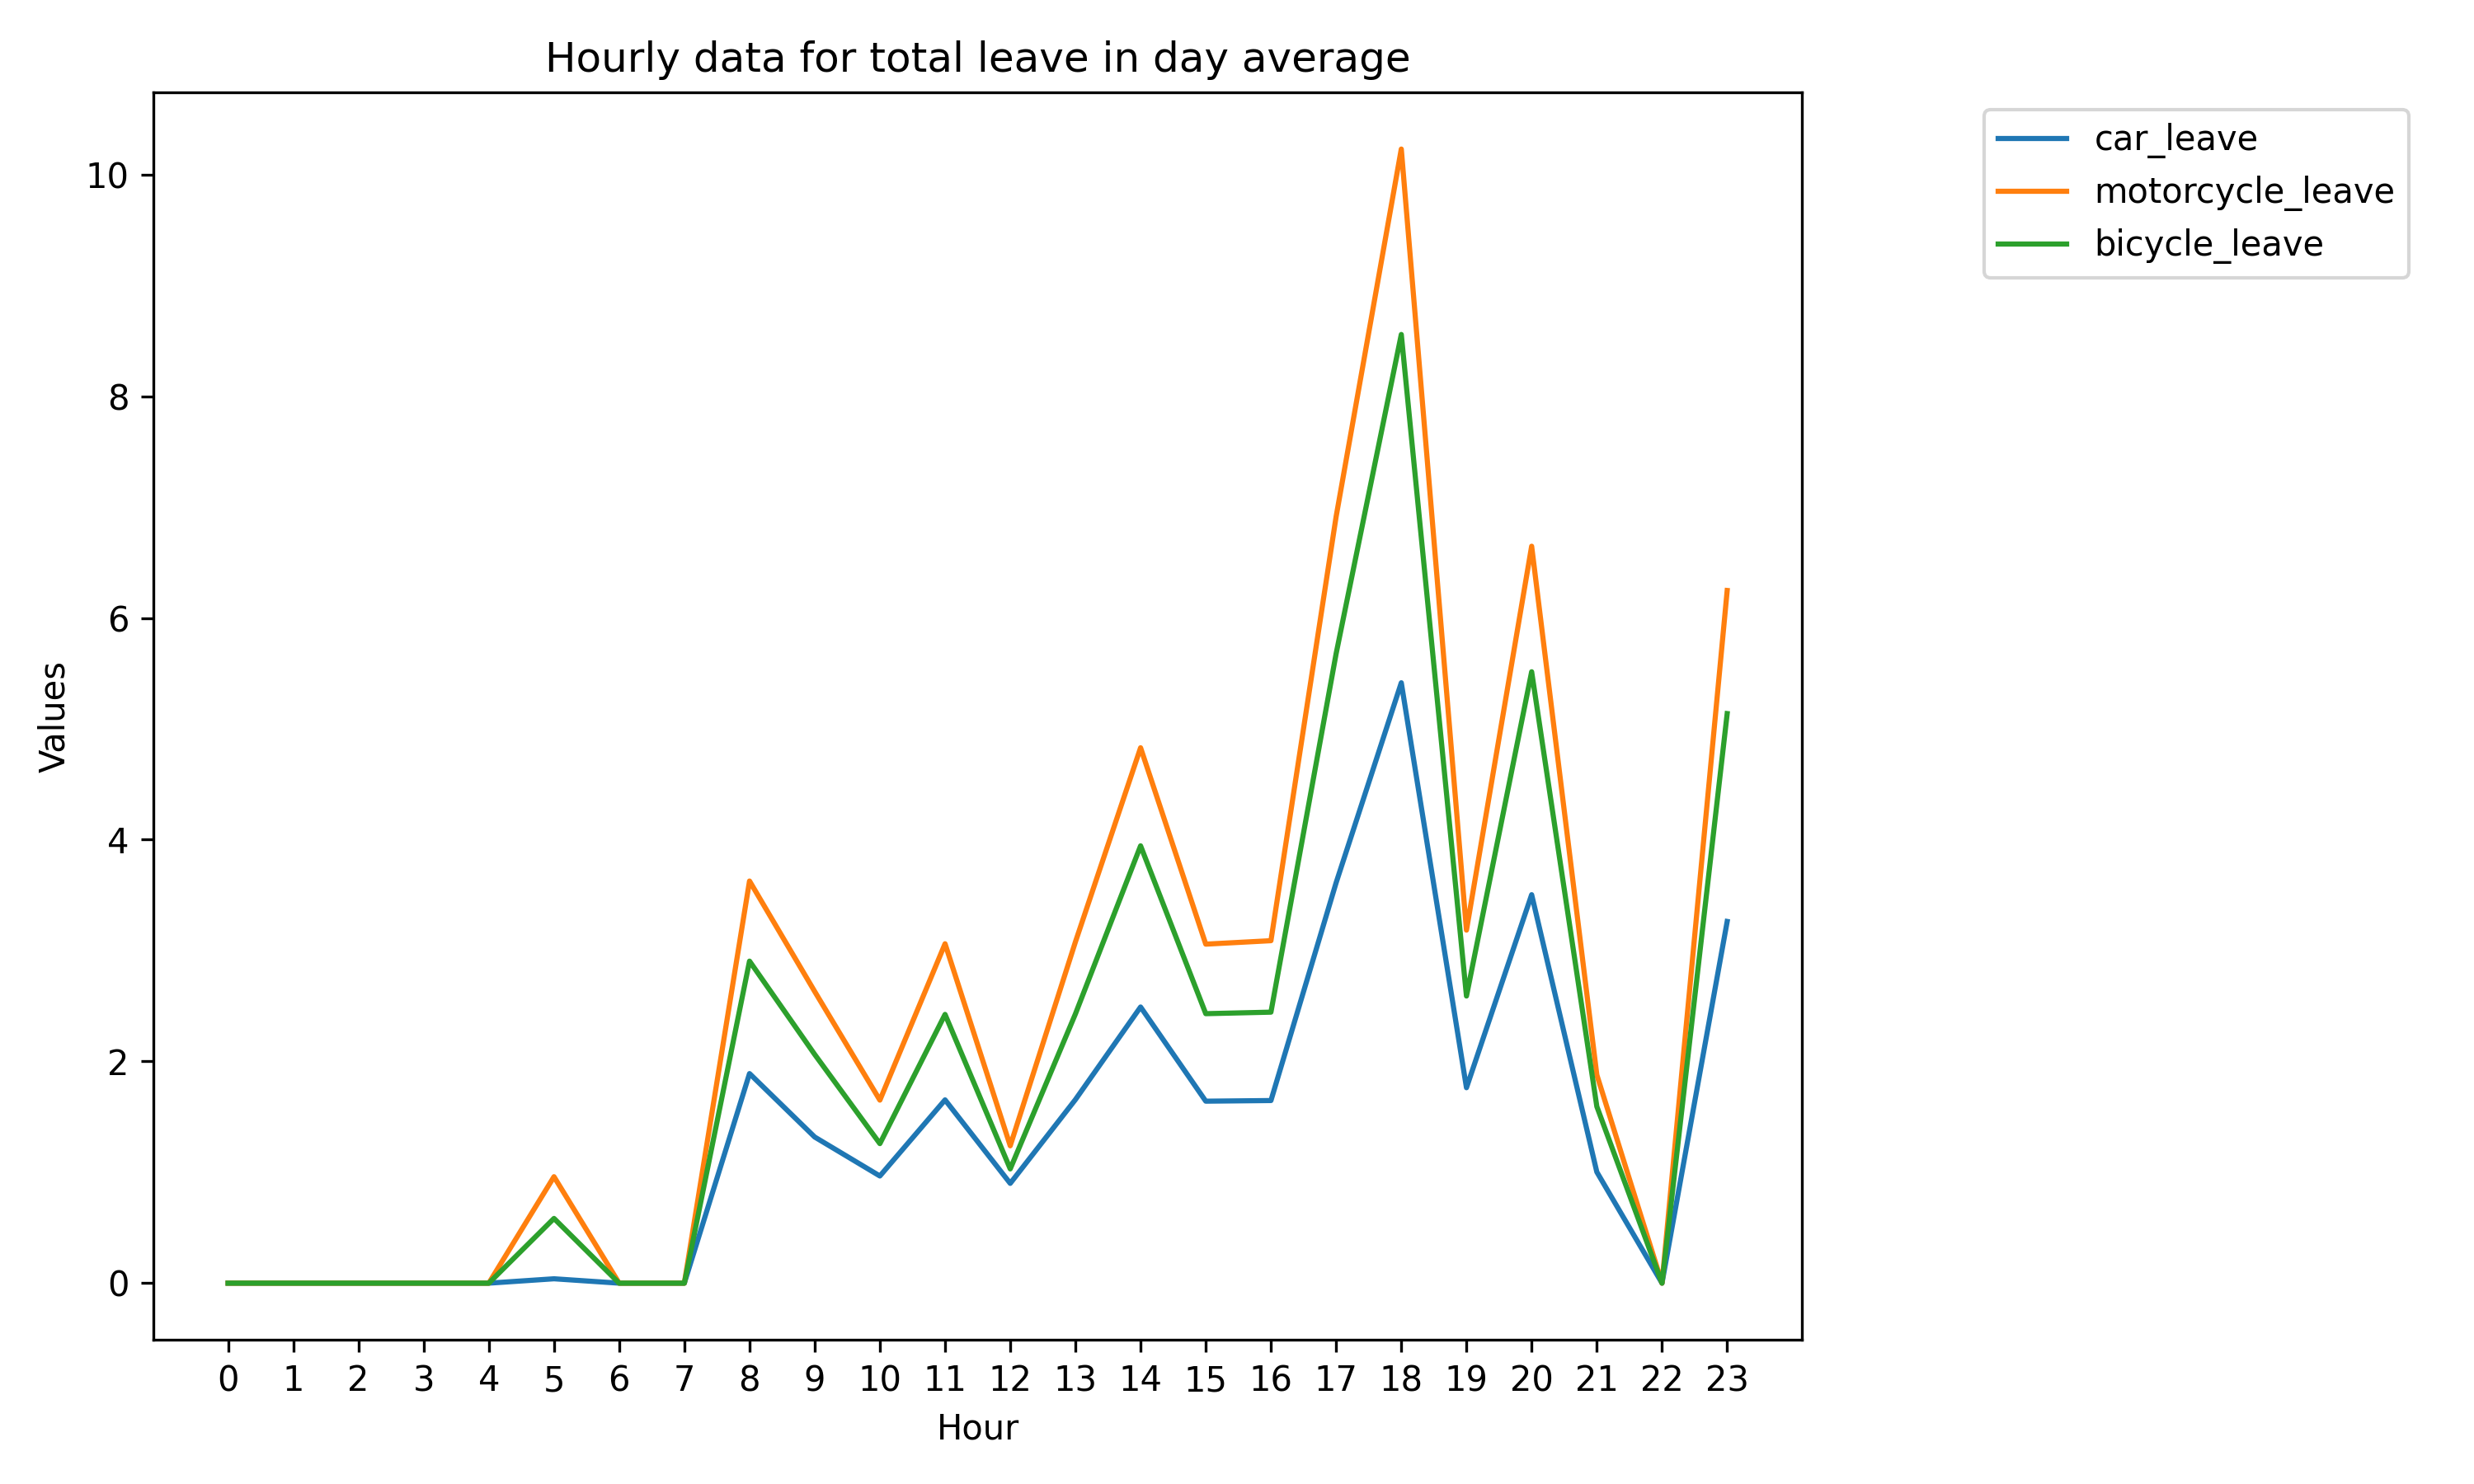 Hourly data for total leave in day average
car_leave
motorcycle_leave
bicycle_leave
10
8
6
4
2
0
Values
0 1 2 3 4 5 6 7 8 9 10 11 12 13 14 15 16 17 18 19 20 21 22 23
Hour